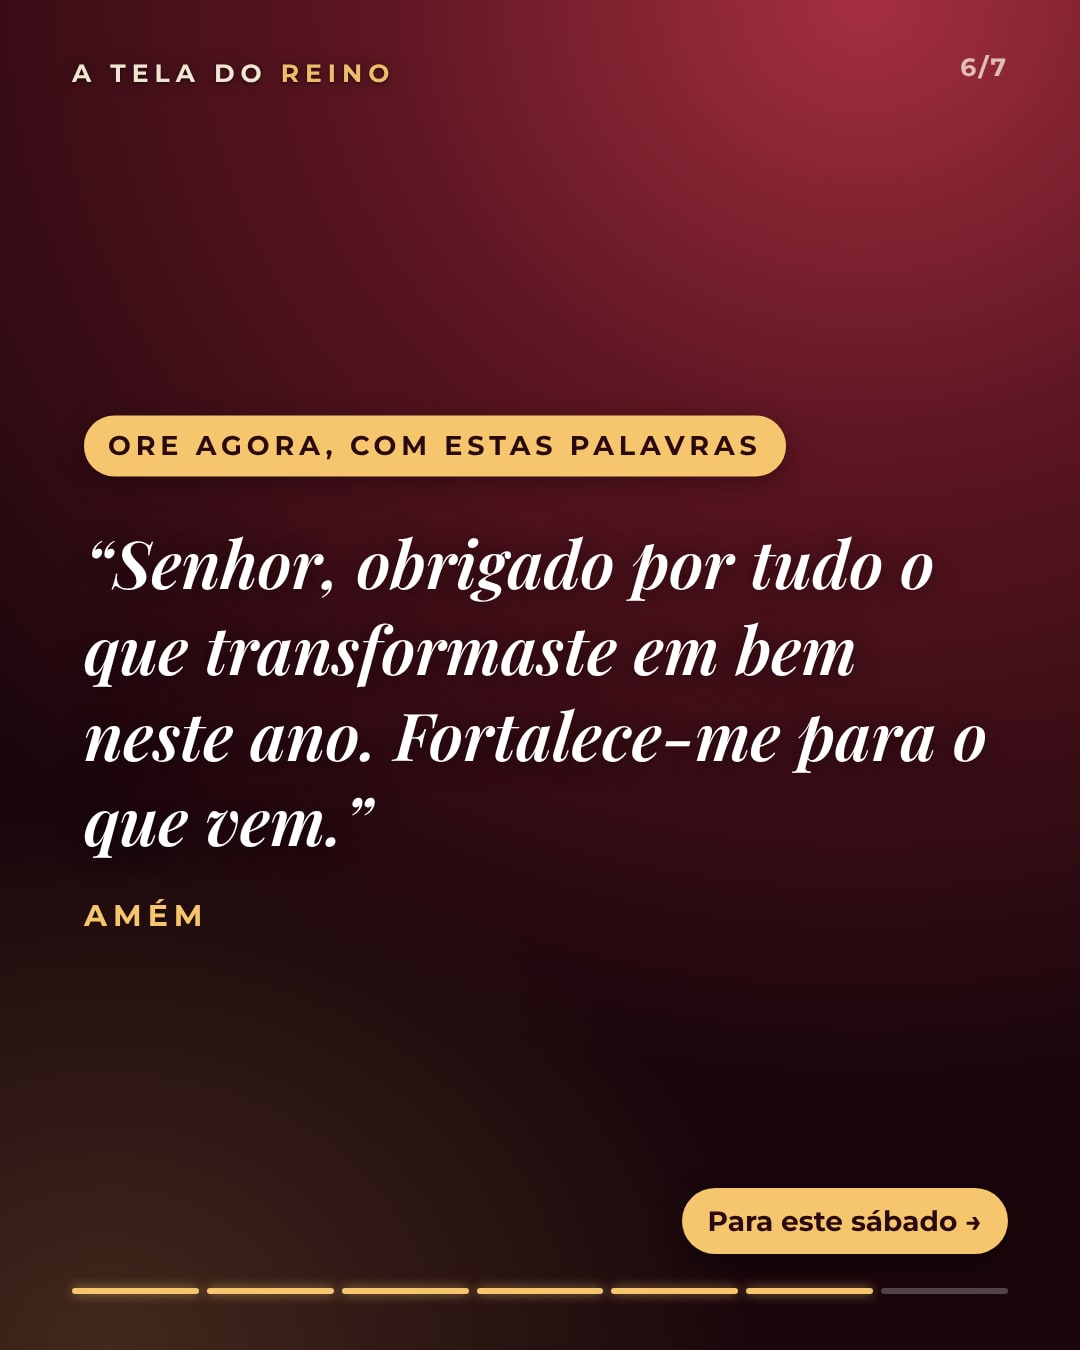 A TELA DO REINO
6/7
ORE AGORA, COM ESTAS PALAVRAS
“Senhor, obrigado por tudo o
que transformaste em bem
neste ano. Fortalece-me para o
que vem.”
AMÉM
Para este sábado →